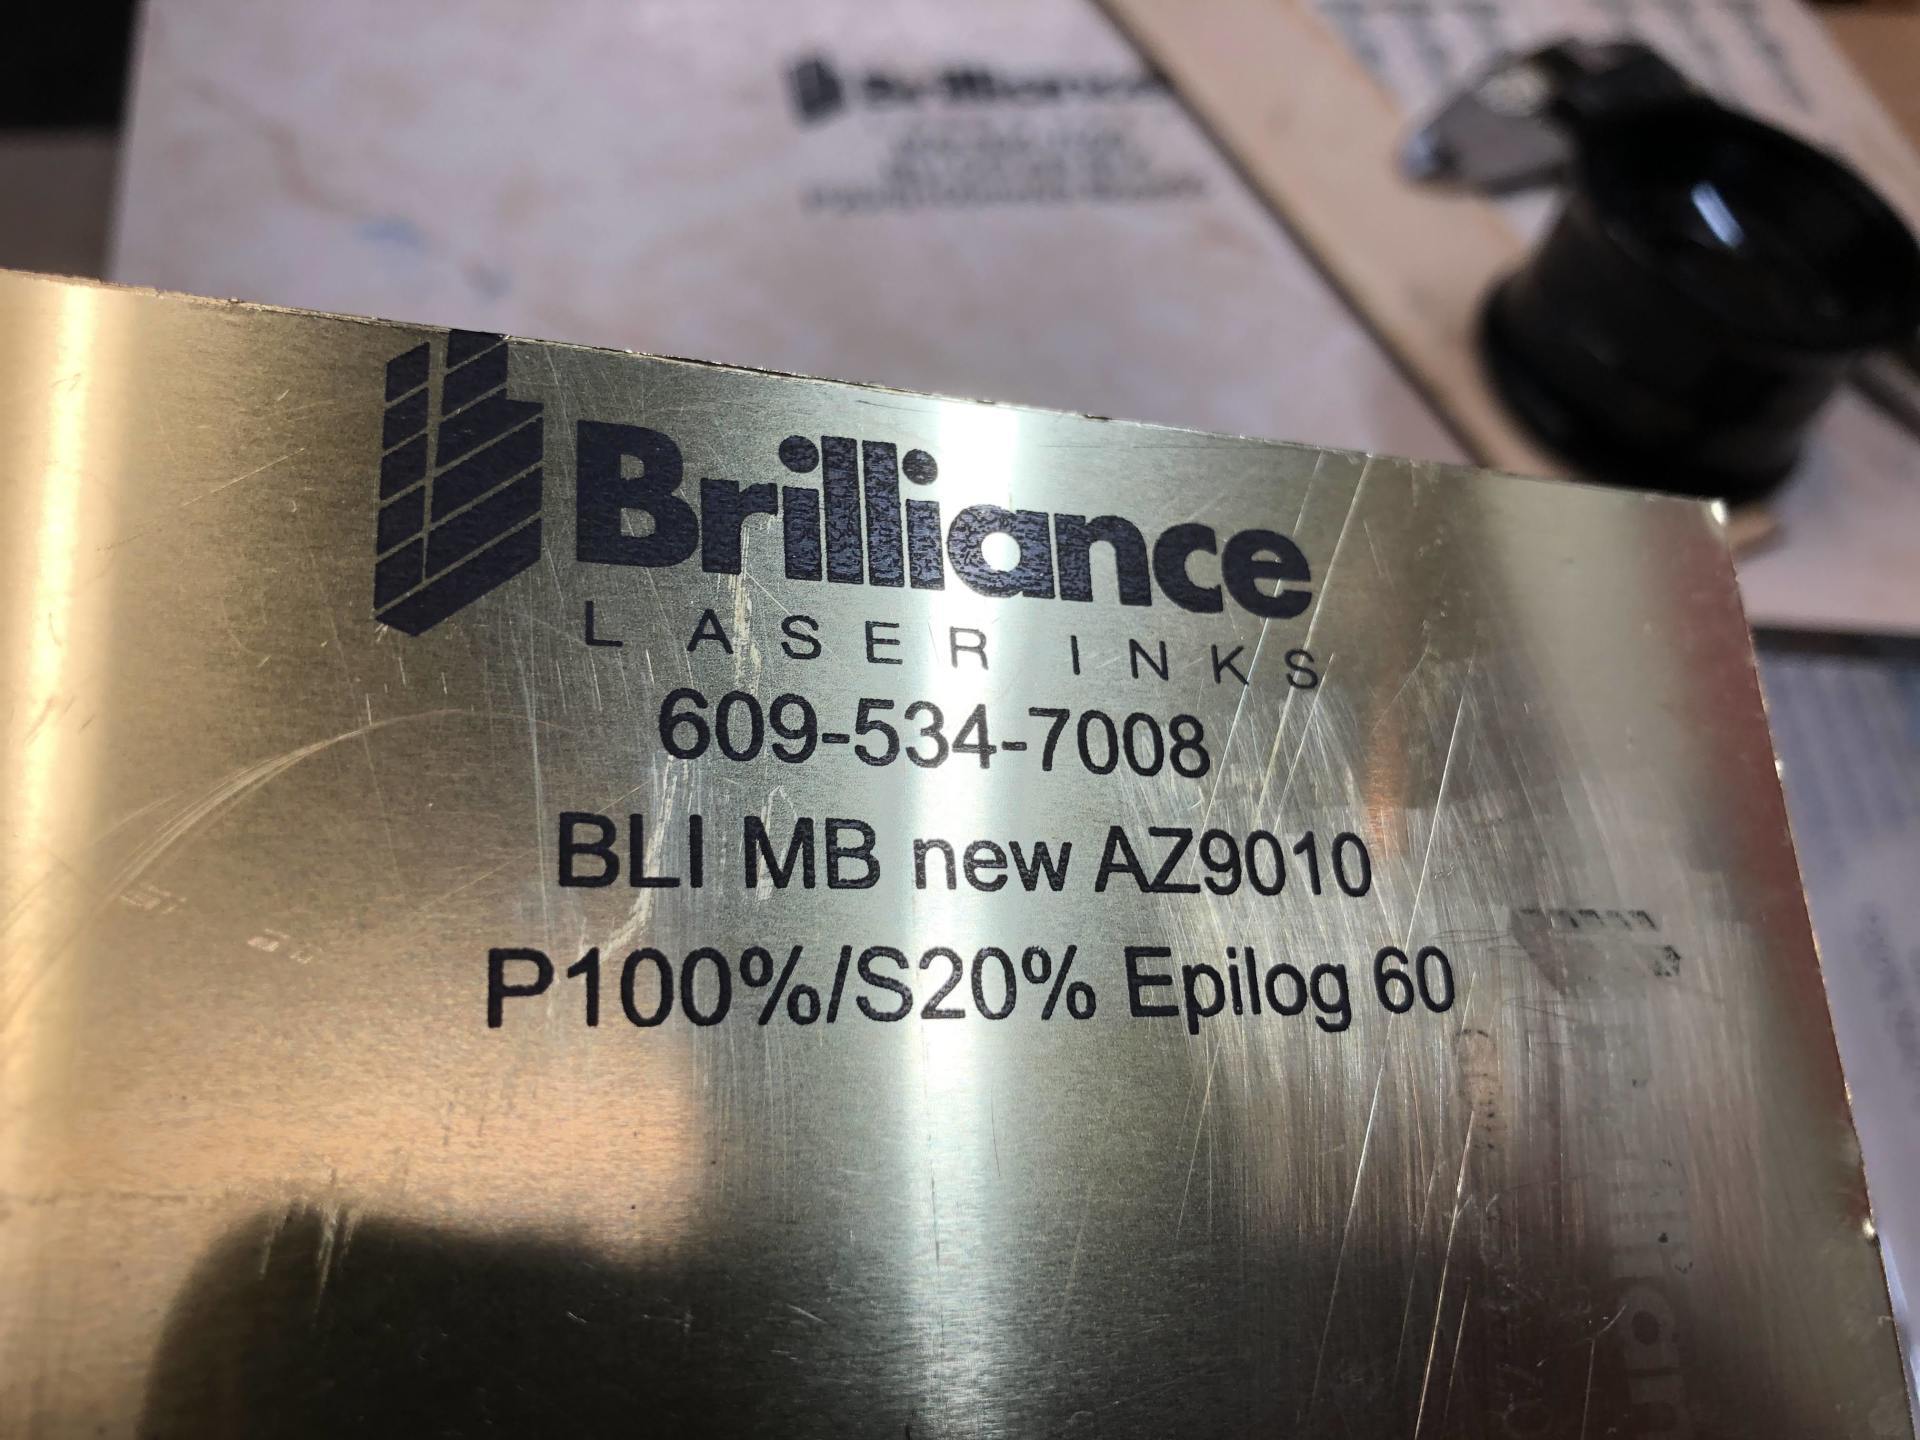 Brilliance
LASER INKS
609-534-7008
BLI MB new AZ9010
P100%/S20% Epilog 60